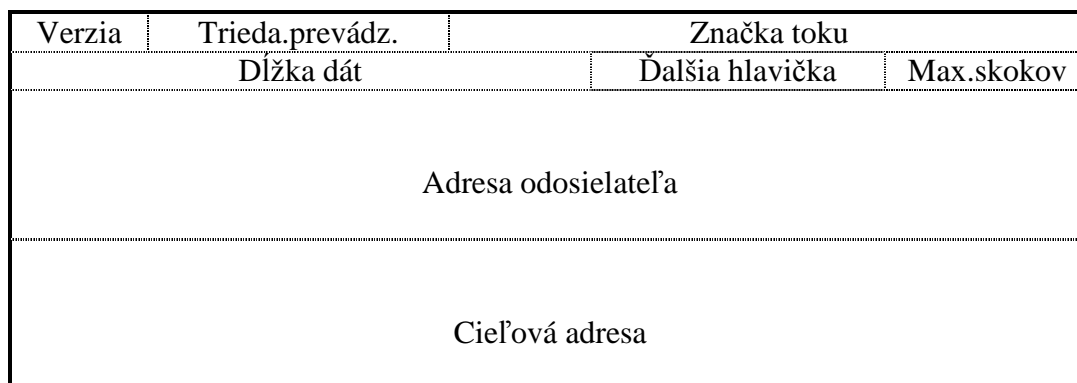 Verzia Trieda.prevádz. Značka toku
Dĺžka dát Ďalšia hlavička Max.skokov
Adresa odosielateľa
Cieľová adresa